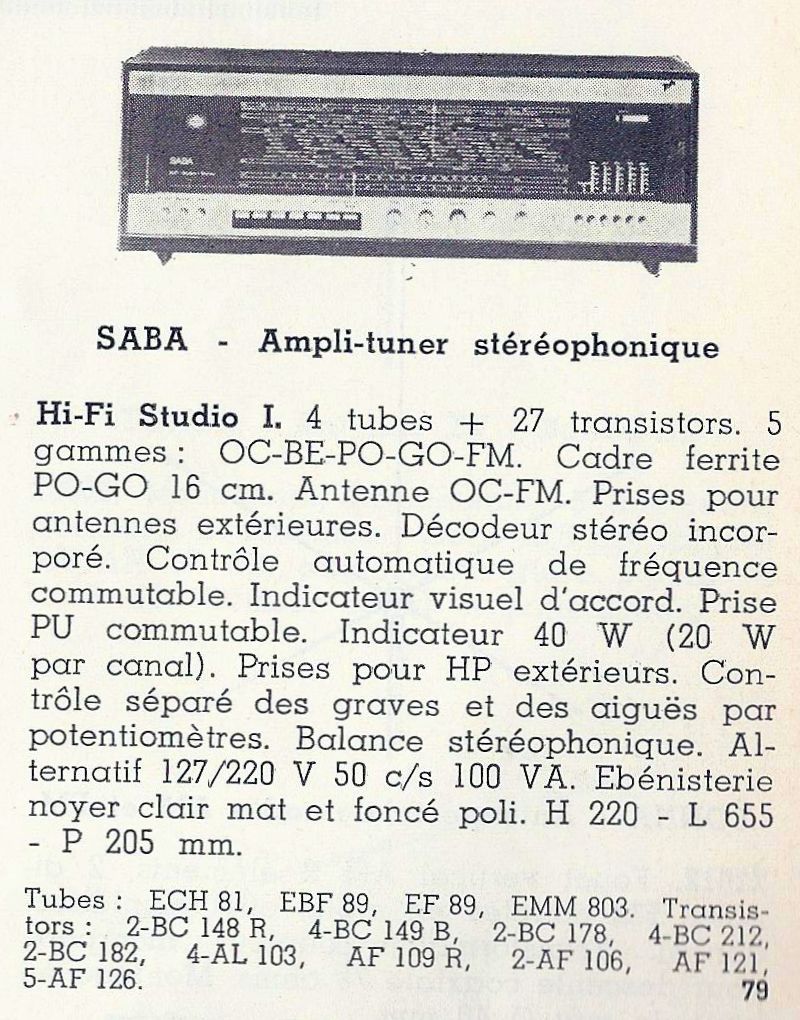 SABA
SABA - Ampli-tuner stéréophonique
Hi-Fi Studio I. 4 tubes + 27 transistors. 5
gammes : OC-BE-PO-GO-FM. Cadre ferrite
PO-GO 16 cm. Antenne OC-FM. Prises pour
antennes extérieures. Décodeur stéréo incor-
poré. Contrôle automatique de fréquence
commutable. Indicateur visuel d'accord. Prise
PU commutable. Indicateur 40 W (20 W
par canal). Prises pour HP extérieurs. Con-
trôle séparé des graves et des aiguës par
potentiomètres. Balance stéréophonique. Al-
ternatif 127/220 V 50 c/s 100 VA. Ebénisterie
noyer clair mat et foncé poli. H 220 - L 655
- P 205 mm.
Tubes : ECH 81, EBF 89, EF 89, EMM 803. Transis-
tors : 2-BC 148 R, 4-BC 149 B, 2-BC 178, 4-BC 212,
2-BC 182, 4-AL 103, AF 109 R, 2-AF 106, AF 121,
5-AF 126.
79